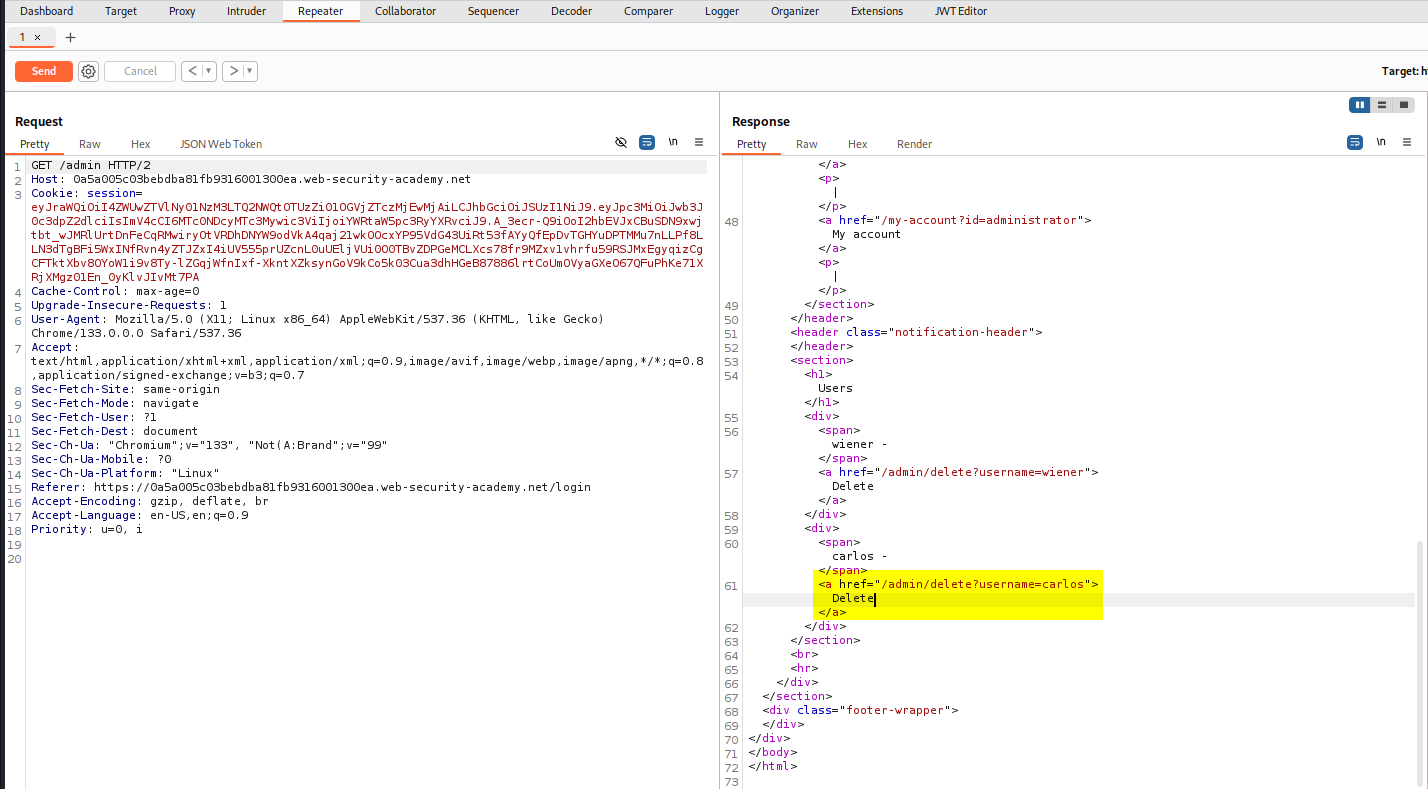 Dashboard Target Proxy Intruder Repeater Collaborator Sequencer Decoder Comparer Logger Organizer Extensions JWT Editor
1 × +
Send Cancel < ▾ > ▾ Target: h
Request
Pretty Raw Hex JSON Web Token \n
1 GET /admin HTTP/2
2 Host: 0a5a005c03bebdba81fb9316001300ea.web-security-academy.net
3 Cookie: session=
4 Cache-Control: max-age=0
5 Upgrade-Insecure-Requests: 1
6 User-Agent: Mozilla/5.0 (X11; Linux x86_64) AppleWebKit/537.36 (KHTML, like Gecko)
Chrome/133.0.0.0 Safari/537.36
7 Accept:
text/html,application/xhtml+xml,application/xml;q=0.9,image/avif,image/webp,image/apng,*/*;q=0.8
,application/signed-exchange;v=b3;q=0.7
8 Sec-Fetch-Site: same-origin
9 Sec-Fetch-Mode: navigate
10 Sec-Fetch-User: ?1
11 Sec-Fetch-Dest: document
12 Sec-Ch-Ua: "Chromium";v="133", "Not(A:Brand";v="99"
13 Sec-Ch-Ua-Mobile: ?0
14 Sec-Ch-Ua-Platform: "Linux"
15 Referer: https://0a5a005c03bebdba81fb9316001300ea.web-security-academy.net/login
16 Accept-Encoding: gzip, deflate, br
17 Accept-Language: en-US,en;q=0.9
18 Priority: u=0, i
19
20
Response
Pretty Raw Hex Render \n
</a>
<p>
|
</p>
48 <a href="/my-account?id=administrator">
My account
</a>
<p>
|
</p>
49 </section>
50 </header>
51 <header class="notification-header">
52 </header>
53 <section>
54 <h1>
Users
</h1>
55 <div>
56 <span>
wiener -
</span>
57 <a href="/admin/delete?username=wiener">
Delete
</a>
58 </div>
59 <div>
60 <span>
carlos -
</span>
61 <a href="/admin/delete?username=carlos">
Delete
</a>
62 </div>
63 </section>
64 <br>
65 <hr>
66 </div>
67 </section>
68 <div class="footer-wrapper">
69 </div>
70 </div>
71 </body>
72 </html>
73